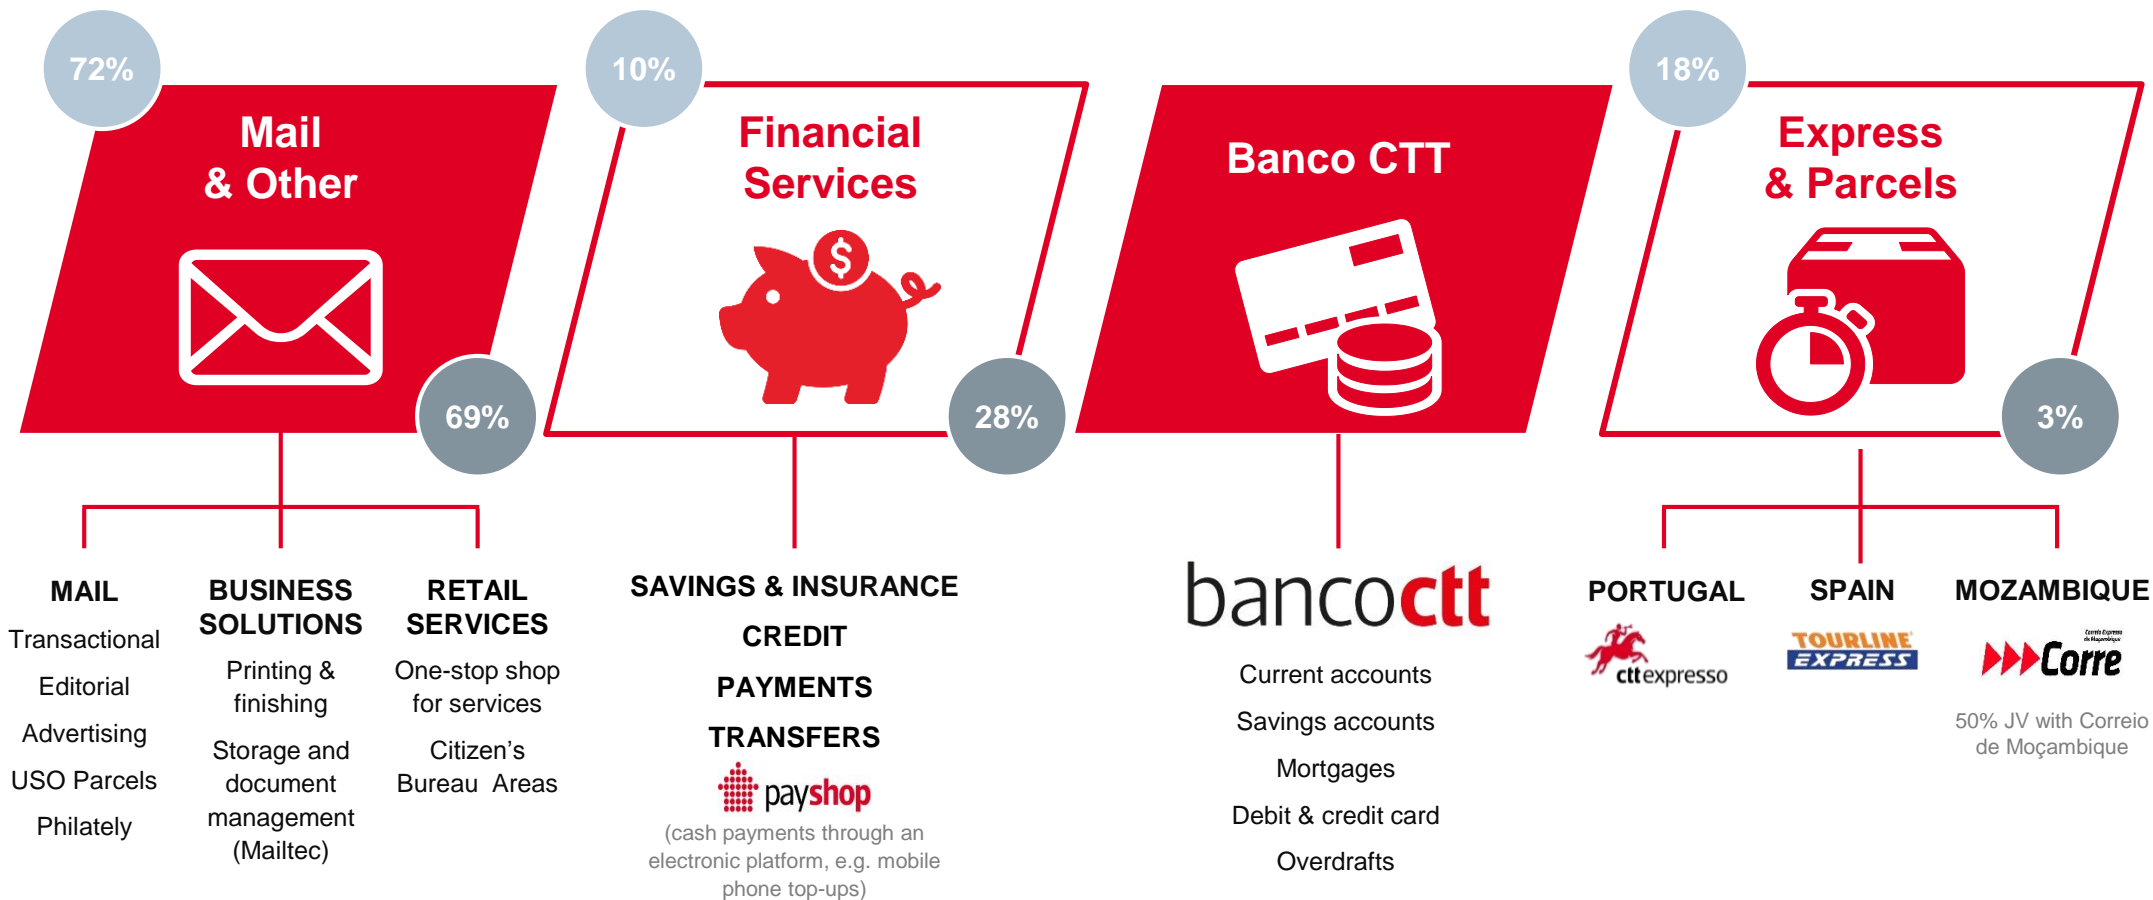 72%
Mail
& Other
69%
10%
Financial
Services
$
28%
Banco CTT
18%
Express
& Parcels
3%
MAIL
Transactional
Editorial
Advertising
USO Parcels
Philately
BUSINESS
SOLUTIONS
Printing &
finishing
Storage and
document
management
(Mailtec)
RETAIL
SERVICES
One-stop shop
for services
Citizen's
Bureau Areas
SAVINGS & INSURANCE
CREDIT
PAYMENTS
TRANSFERS
payshop
(cash payments through an
electronic platform, e.g. mobile
phone top-ups)
bancoctt
Current accounts
Savings accounts
Mortgages
Debit & credit card
Overdrafts
PORTUGAL
cttexpresso
SPAIN
TOURLINE
EXPRESS
MOZAMBIQUE
Correio Expresso
de Moçambique
Corre
50% JV with Correio
de Moçambique